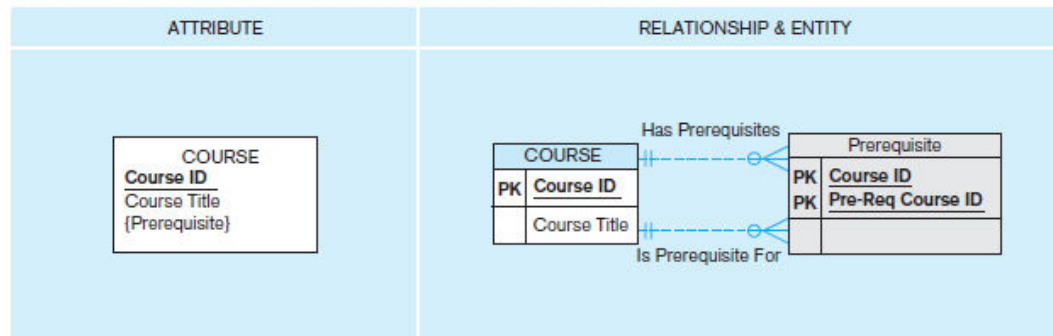 ATTRIBUTE
RELATIONSHIP & ENTITY
COURSE
Course ID
Course Title
{Prerequisite}
Has Prerequisites
COURSE
PK Course ID
Course Title
Is Prerequisite For
Prerequisite
PK Course ID
PK Pre-Req Course ID